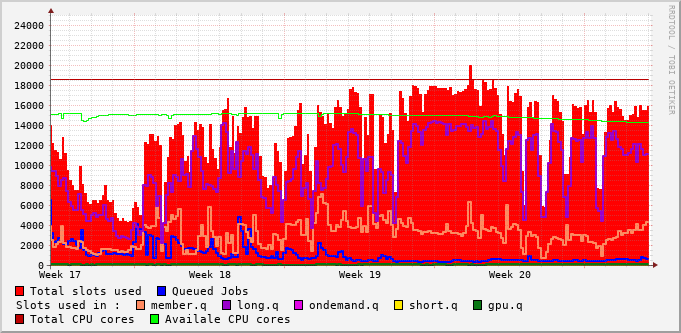 24000
22000
20000
18000
16000
14000
12000
10000
8000
6000
4000
2000
0
Week 17 Week 18 Week 19 Week 20
Total slots used Queued Jobs
Slots used in : member.q long.q ondemand.q short.q gpu.q
Total CPU cores Availale CPU cores
RRDTOOL / TOBI OETIKER